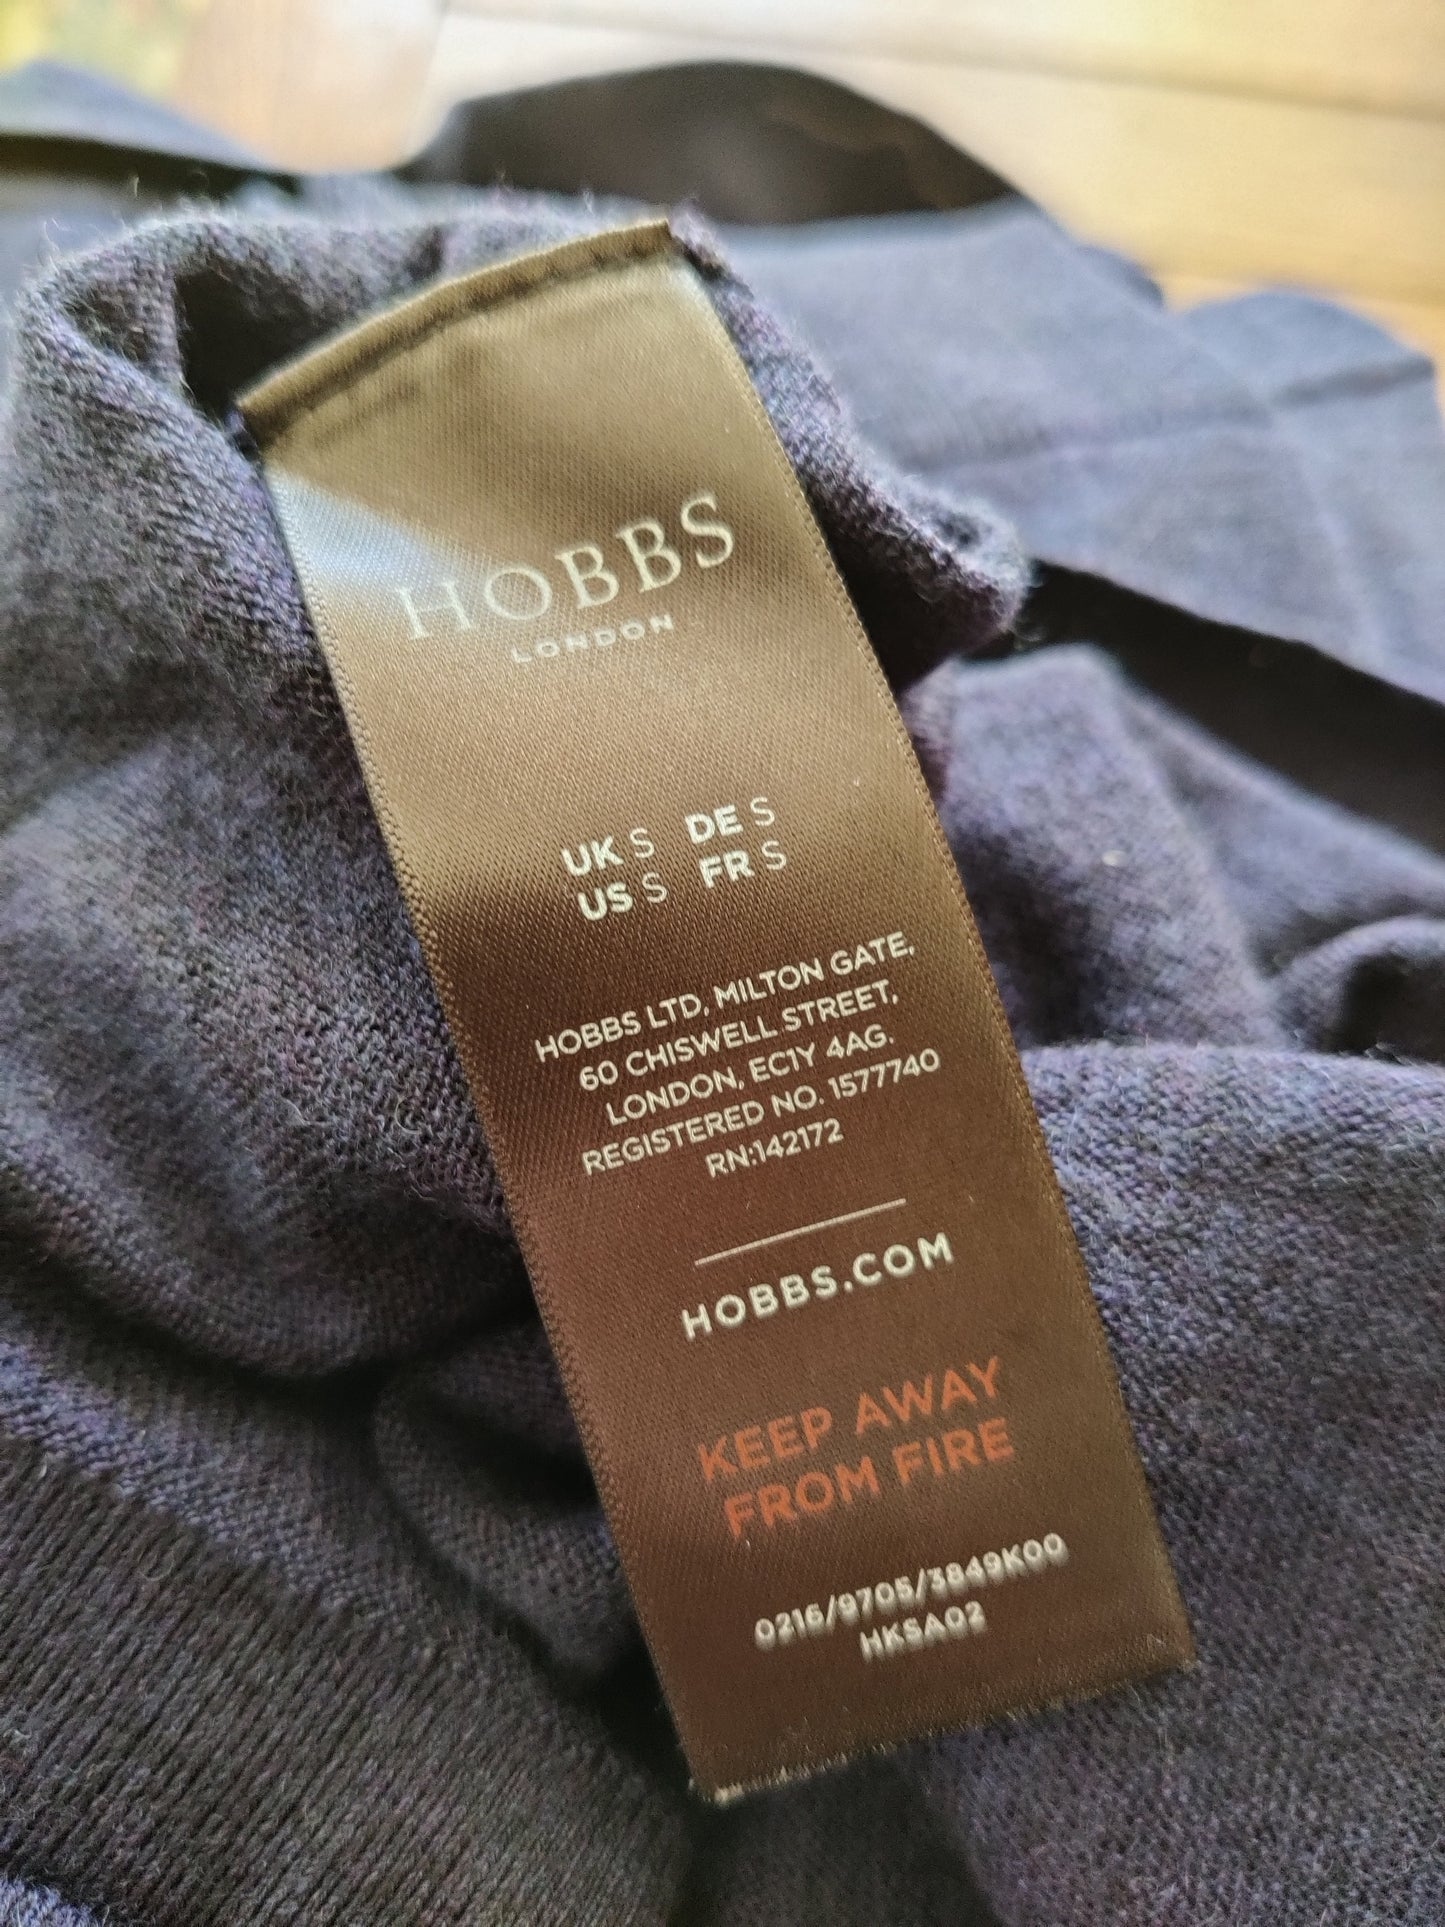 HOBBS
LONDON
UK S DE S
US S FR S
HOBBS LTD, MILTON GATE,
60 CHISWELL STREET,
LONDON, EC1Y 4AG.
REGISTERED NO. 1577740
RN:142172
HOBBS.COM
KEEP AWAY
FROM FIRE
0216/9705/3849K00
HKSA02